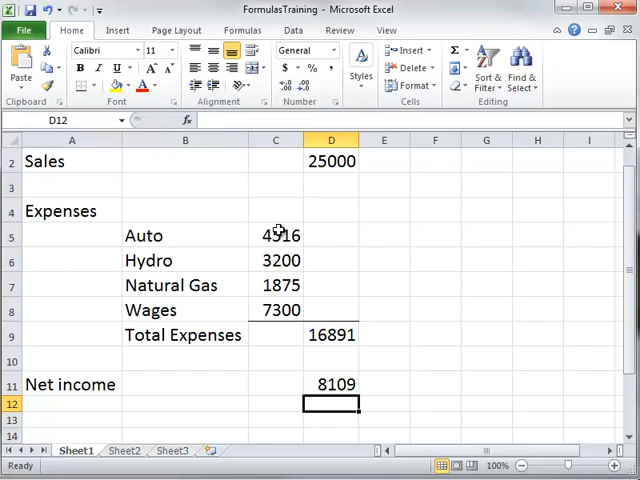 FormulasTraining - Microsoft Excel
File Home Insert Page Layout Formulas Data Review View
Paste
Calibri 11
B I U
A A
Σ
General
$ % ,
Insert
Delete
Format
Styles
Sort & Filter
Find & Select
Clipboard Font Alignment Number Cells Editing
D12 fx
A B C D E F G H I
2 Sales 25000
3
4 Expenses
5 Auto 4516
6 Hydro 3200
7 Natural Gas 1875
8 Wages 7300
9 Total Expenses 16891
10
11 Net income 8109
12
13
14
Sheet1 Sheet2 Sheet3
Ready 100%